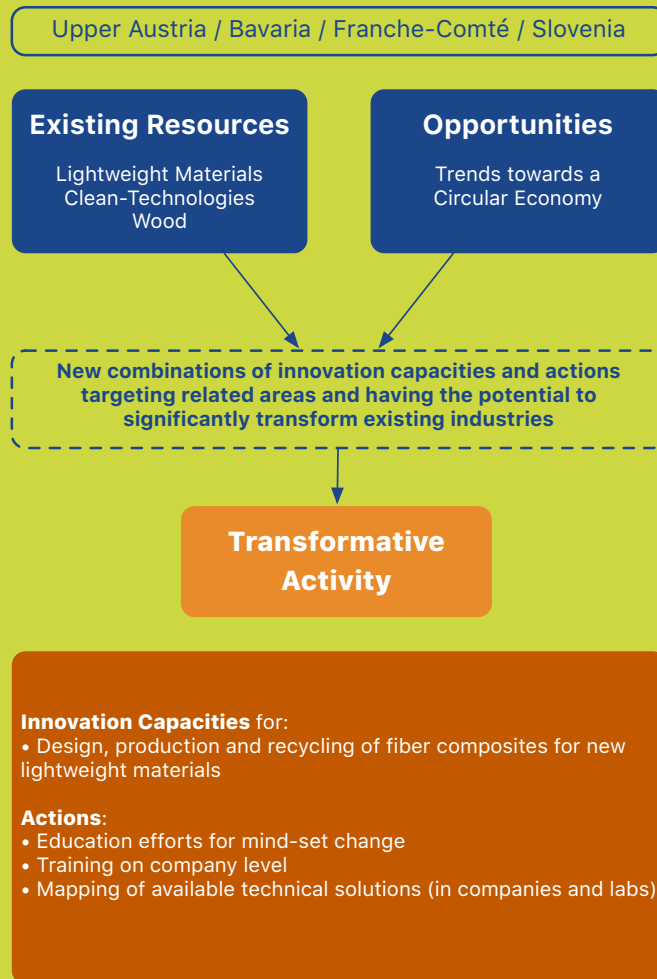 Upper Austria / Bavaria / Franche-Comté / Slovenia
Existing Resources
Lightweight Materials
Clean-Technologies
Wood
Opportunities
Trends towards a
Circular Economy
New combinations of innovation capacities and actions
targeting related areas and having the potential to
significantly transform existing industries
Transformative
Activity
Innovation Capacities for:
• Design, production and recycling of fiber composites for new
lightweight materials
Actions:
• Education efforts for mind-set change
• Training on company level
• Mapping of available technical solutions (in companies and labs)